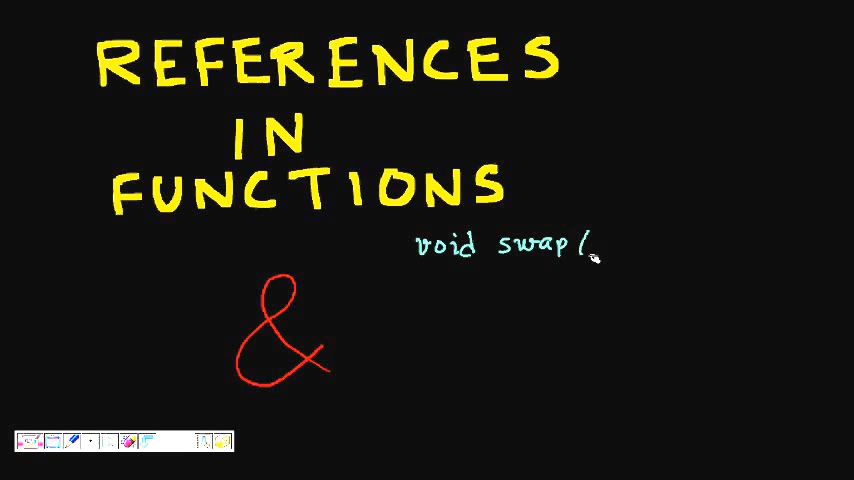 REFERENCES
IN
FUNCTIONS
void swap (
&